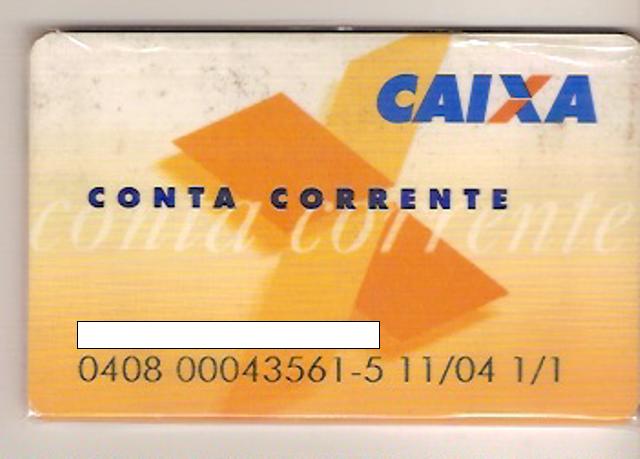 CAIXA
CONTA CORRENTE
conta corrente
0408 00043561-5 11/04 1/1